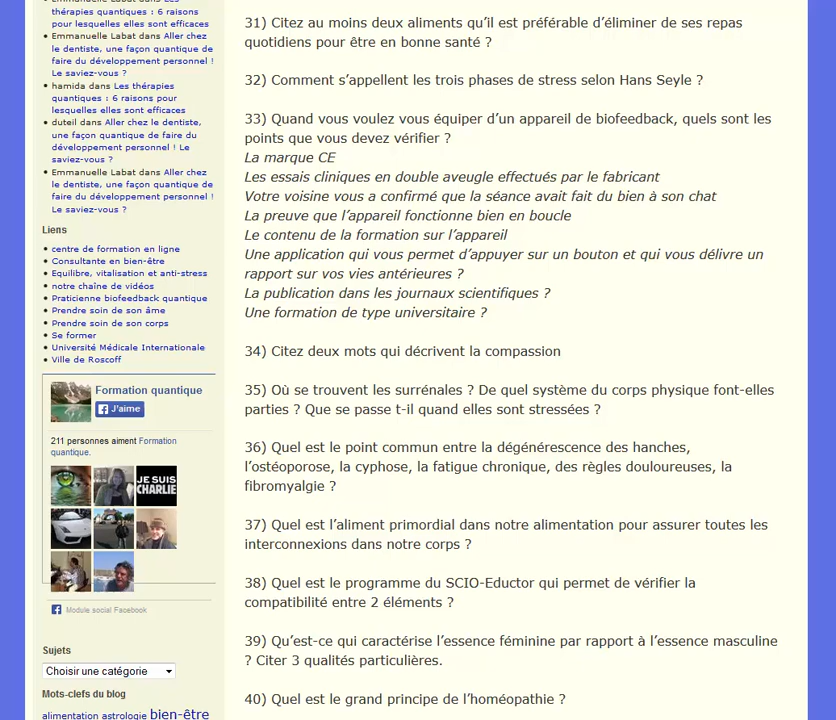 Emmanuelle Labat dans Les
thérapies quantiques : 6 raisons
pour lesquelles elles sont efficaces
Emmanuelle Labat dans Aller chez
le dentiste, une façon quantique de
faire du développement personnel !
Le saviez-vous ?
hamida dans Les thérapies
quantiques : 6 raisons pour
lesquelles elles sont efficaces
duteil dans Aller chez le dentiste,
une façon quantique de faire du
développement personnel ! Le
saviez-vous ?
Emmanuelle Labat dans Aller chez
le dentiste, une façon quantique de
faire du développement personnel !
Le saviez-vous ?
Liens
centre de formation en ligne
Consultante en bien-être
Equilibre, vitalisation et anti-stress
notre chaîne de vidéos
Praticienne biofeedback quantique
Prendre soin de son âme
Prendre soin de son corps
Se former
Université Médicale Internationale
Ville de Roscoff
Formation quantique
J'aime
211 personnes aiment Formation
quantique.
JE SUIS
CHARLIE
Module social Facebook
Sujets
Choisir une catégorie
Mots-clefs du blog
alimentation astrologie bien-être
31) Citez au moins deux aliments qu’il est préférable d’éliminer de ses repas
quotidiens pour être en bonne santé ?
32) Comment s’appellent les trois phases de stress selon Hans Seyle ?
33) Quand vous voulez vous équiper d’un appareil de biofeedback, quels sont les
points que vous devez vérifier ?
La marque CE
Les essais cliniques en double aveugle effectués par le fabricant
Votre voisine vous a confirmé que la séance avait fait du bien à son chat
La preuve que l’appareil fonctionne bien en boucle
Le contenu de la formation sur l’appareil
Une application qui vous permet d’appuyer sur un bouton et qui vous délivre un
rapport sur vos vies antérieures ?
La publication dans les journaux scientifiques ?
Une formation de type universitaire ?
34) Citez deux mots qui décrivent la compassion
35) Où se trouvent les surrénales ? De quel système du corps physique font-elles
parties ? Que se passe t-il quand elles sont stressées ?
36) Quel est le point commun entre la dégénérescence des hanches,
l’ostéoporose, la cyphose, la fatigue chronique, des règles douloureuses, la
fibromyalgie ?
37) Quel est l’aliment primordial dans notre alimentation pour assurer toutes les
interconnexions dans notre corps ?
38) Quel est le programme du SCIO-Eductor qui permet de vérifier la
compatibilité entre 2 éléments ?
39) Qu’est-ce qui caractérise l’essence féminine par rapport à l’essence masculine
? Citer 3 qualités particulières.
40) Quel est le grand principe de l’homéopathie ?